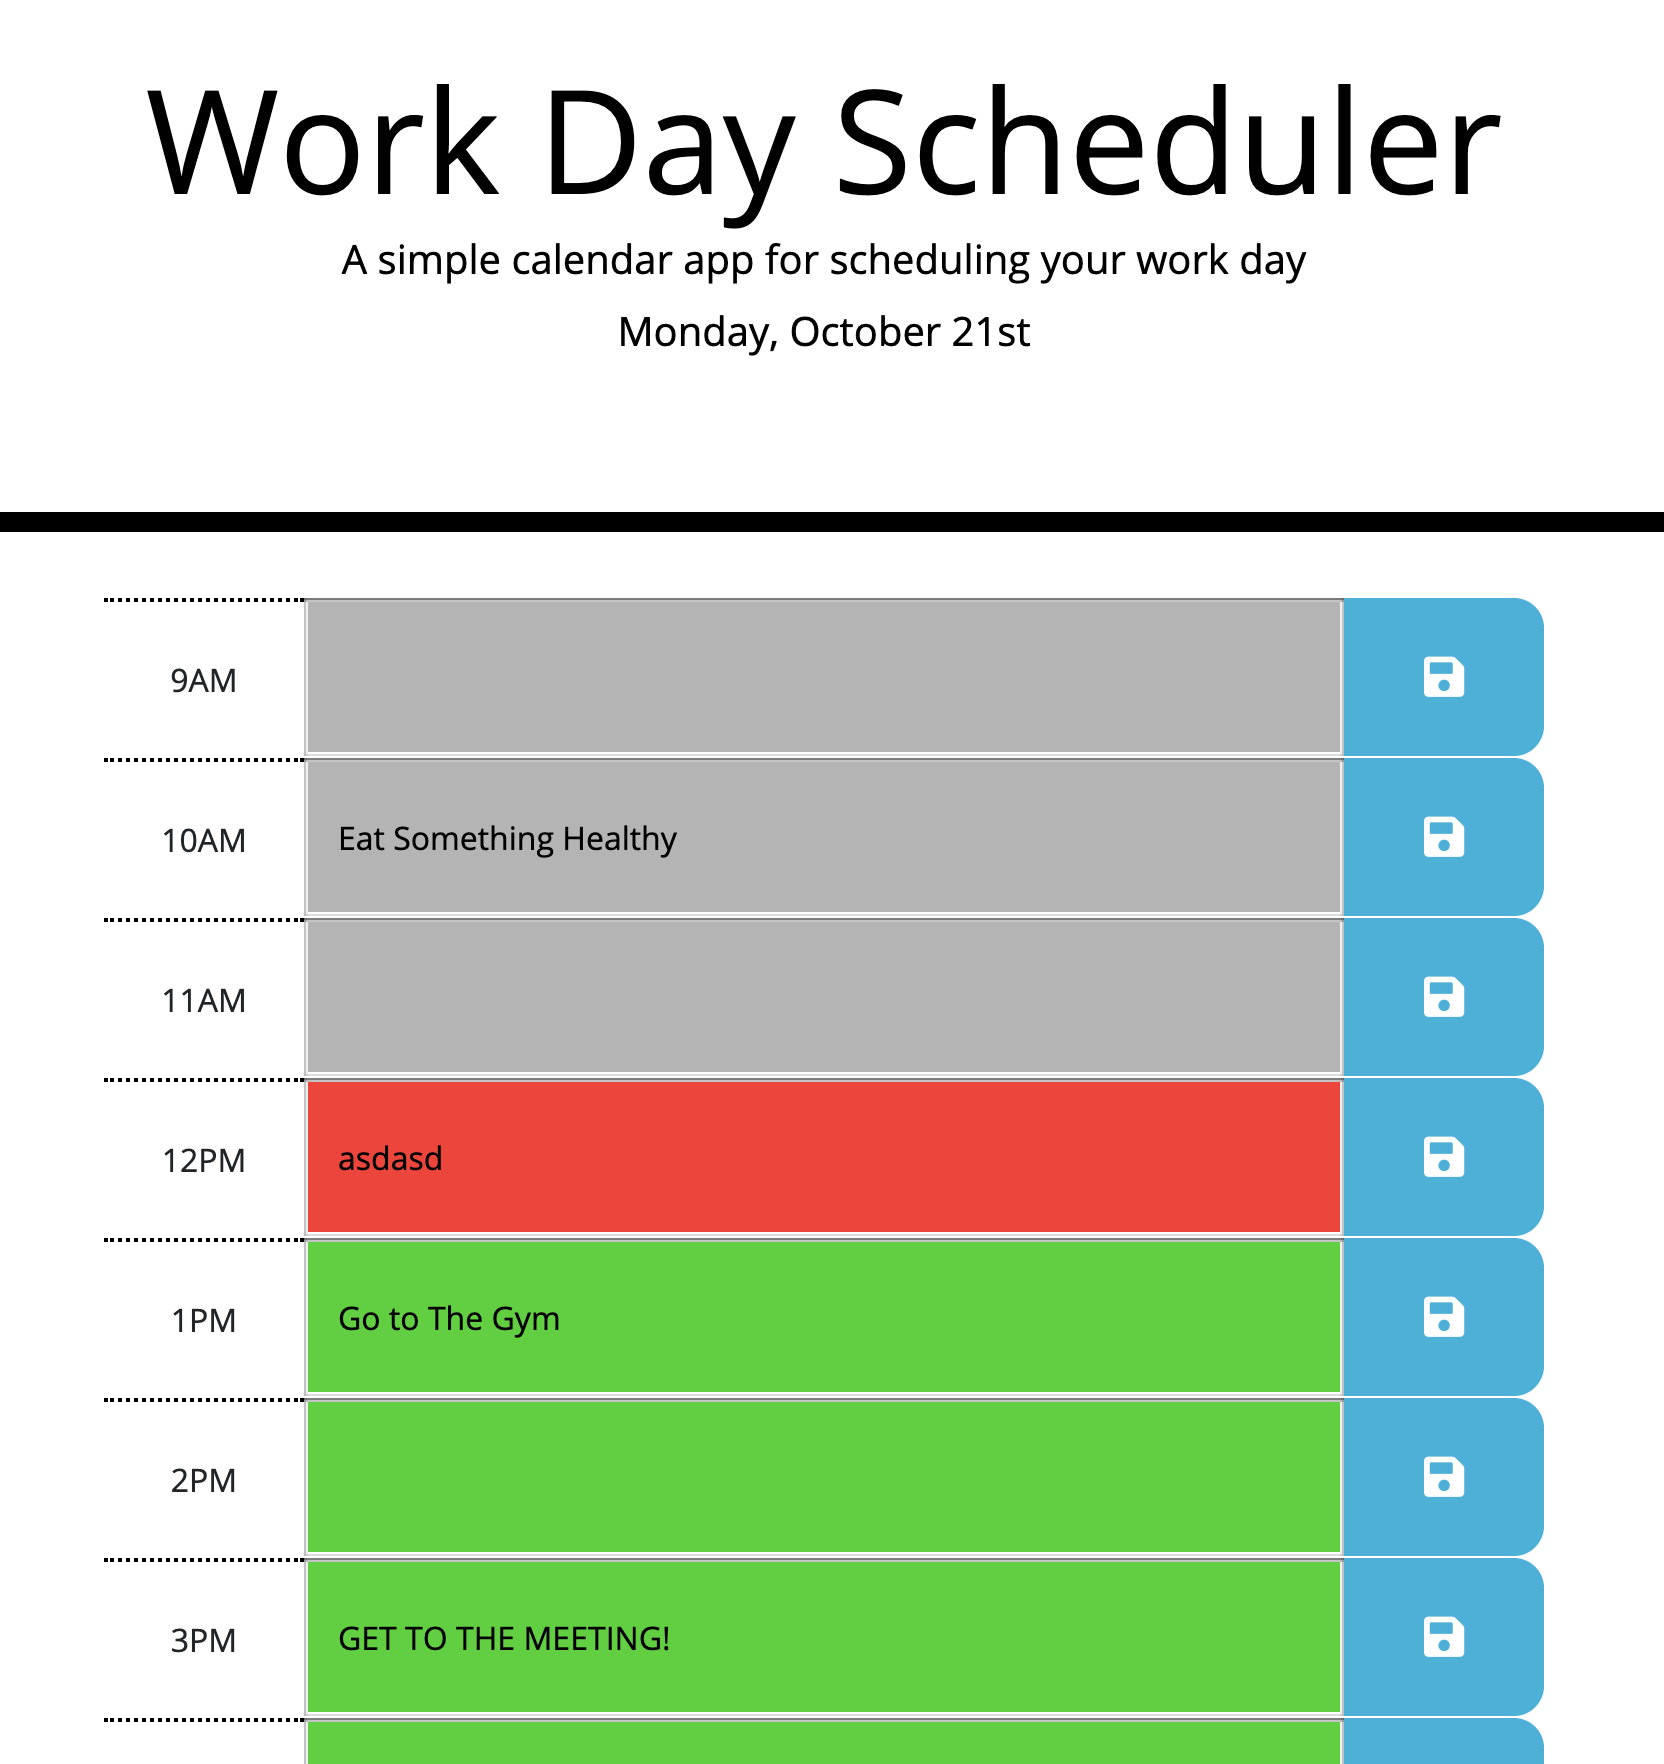 Work Day Scheduler
A simple calendar app for scheduling your work day
Monday, October 21st
9AM
10AM Eat Something Healthy
11AM
12PM asdasd
1PM Go to The Gym
2PM
3PM GET TO THE MEETING!